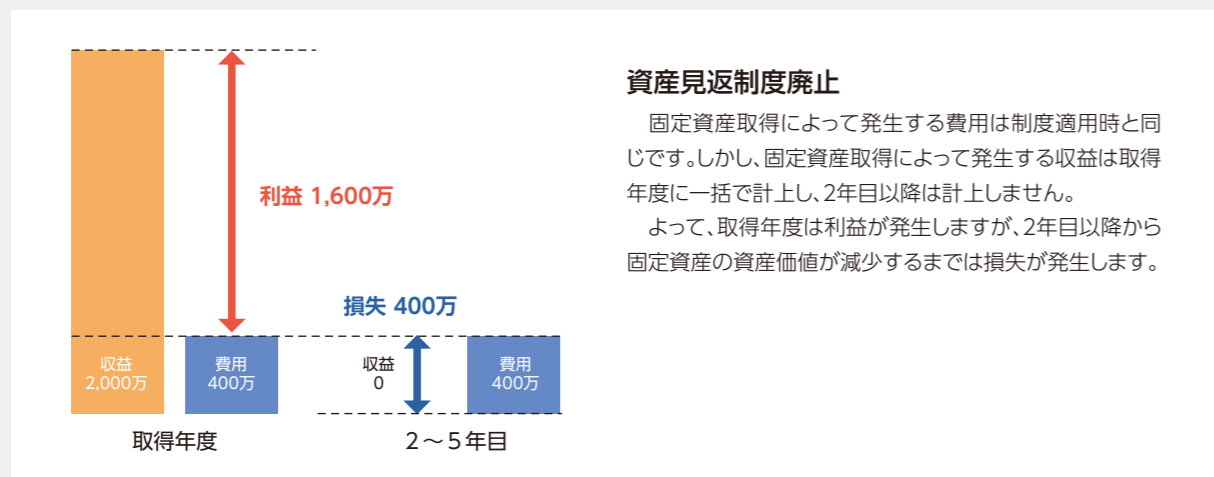 利益 1,600万
損失 400万
収益
2,000万
費用
400万
収益
0
費用
400万
取得年度
2～5年目
資産見返制度廃止
固定資産取得によって発生する費用は制度適用時と同
じです。しかし、固定資産取得によって発生する収益は取得
年度に一括で計上し、2年目以降は計上しません。
よって、取得年度は利益が発生しますが、2年目以降から
固定資産の資産価値が減少するまでは損失が発生します。